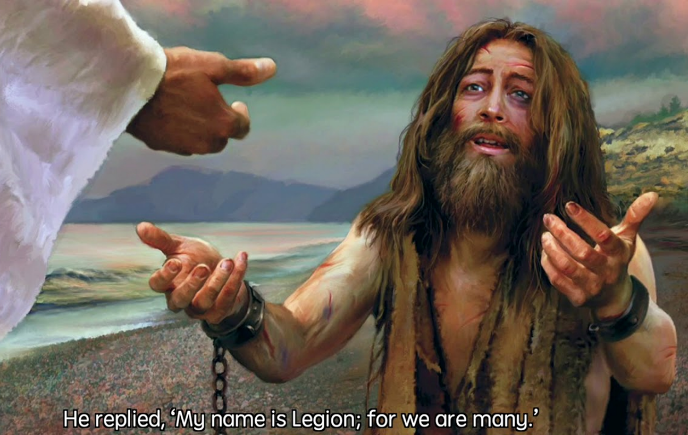 He replied, ‘My name is Legion; for we are many.’